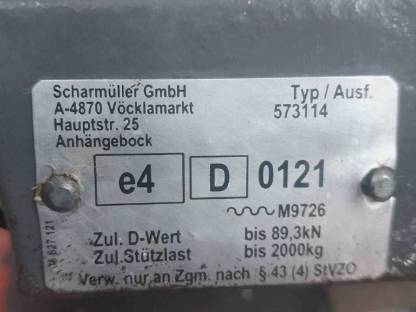 Scharmüller GmbH Typ / Ausf.
A-4870 Vöcklamarkt 573114
Hauptstr. 25
Anhängebock
e4 D 0121
M9726
Zul. D-Wert bis 89,3kN
Zul.Stützlast bis 2000kg
Verw. nur an Zgm. nach § 43 (4) StVZO